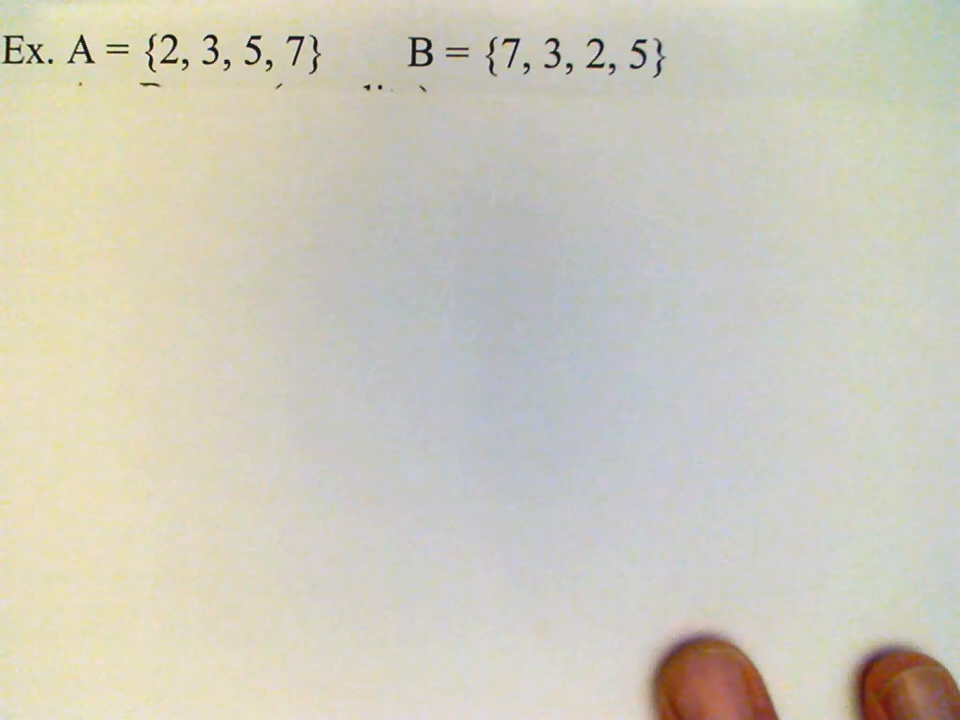 Ex. A = {2, 3, 5, 7} B = {7, 3, 2, 5}